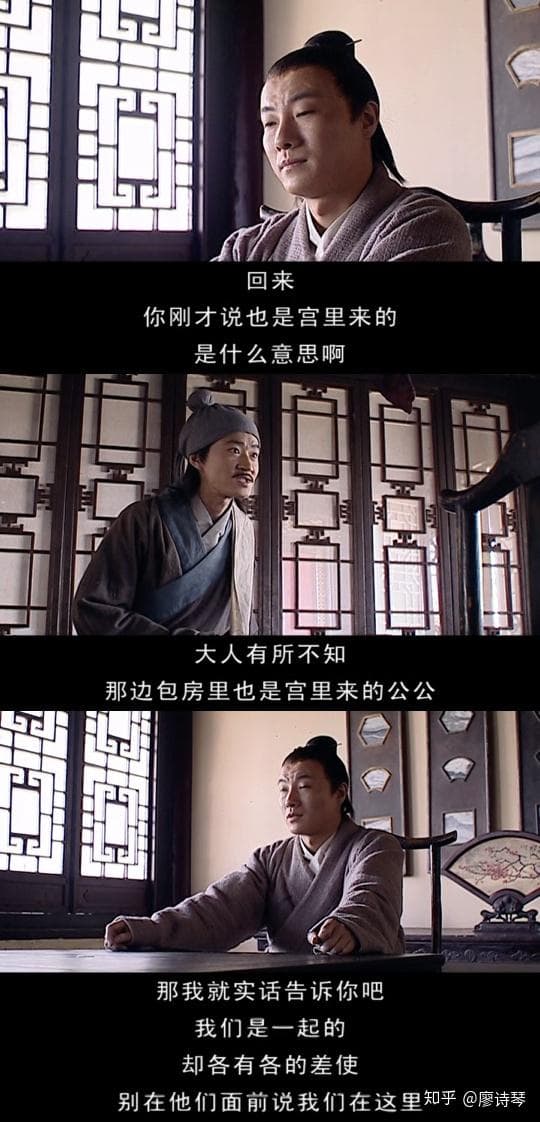 回来
你刚才说也是宫里来的
是什么意思啊
大人有所不知
那边包房里也是宫里来的公公
那我就实话告诉你吧
我们是一起的
却各有各的差使
别在他们面前说我们在这里
知乎 @廖诗琴